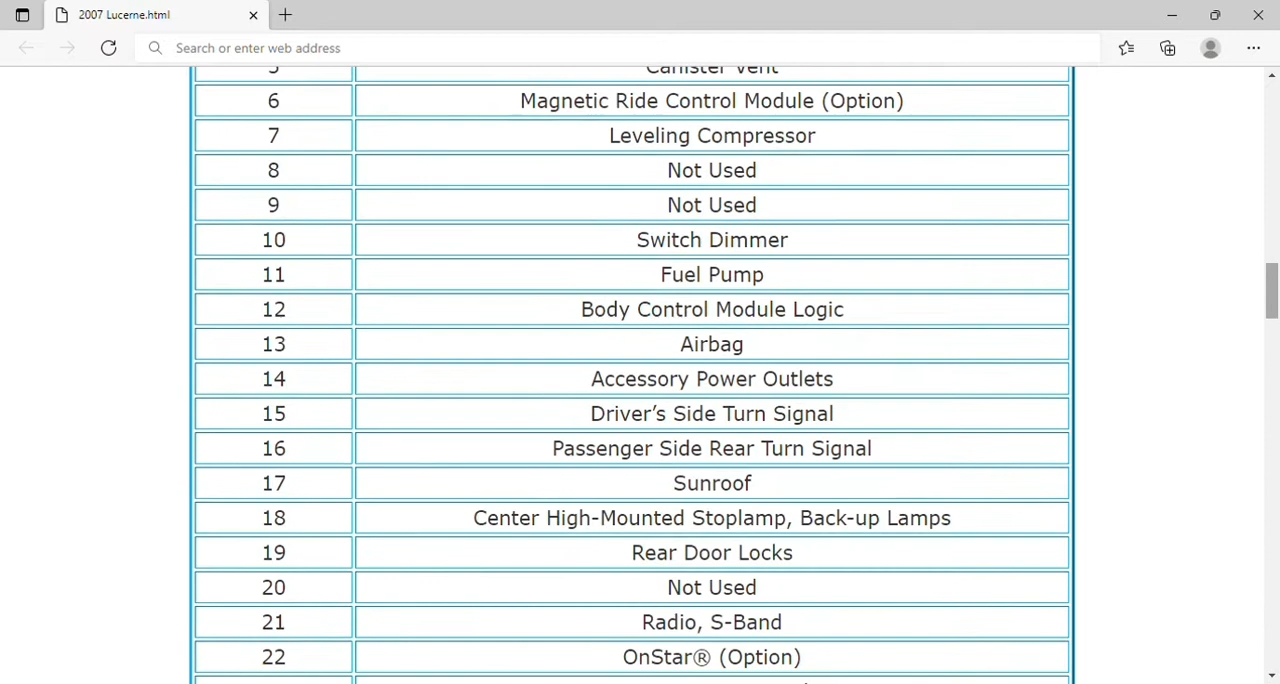 2007 Lucerne.html
Search or enter web address
5 Canister Vent
6 Magnetic Ride Control Module (Option)
7 Leveling Compressor
8 Not Used
9 Not Used
10 Switch Dimmer
11 Fuel Pump
12 Body Control Module Logic
13 Airbag
14 Accessory Power Outlets
15 Driver’s Side Turn Signal
16 Passenger Side Rear Turn Signal
17 Sunroof
18 Center High-Mounted Stoplamp, Back-up Lamps
19 Rear Door Locks
20 Not Used
21 Radio, S-Band
22 OnStar® (Option)